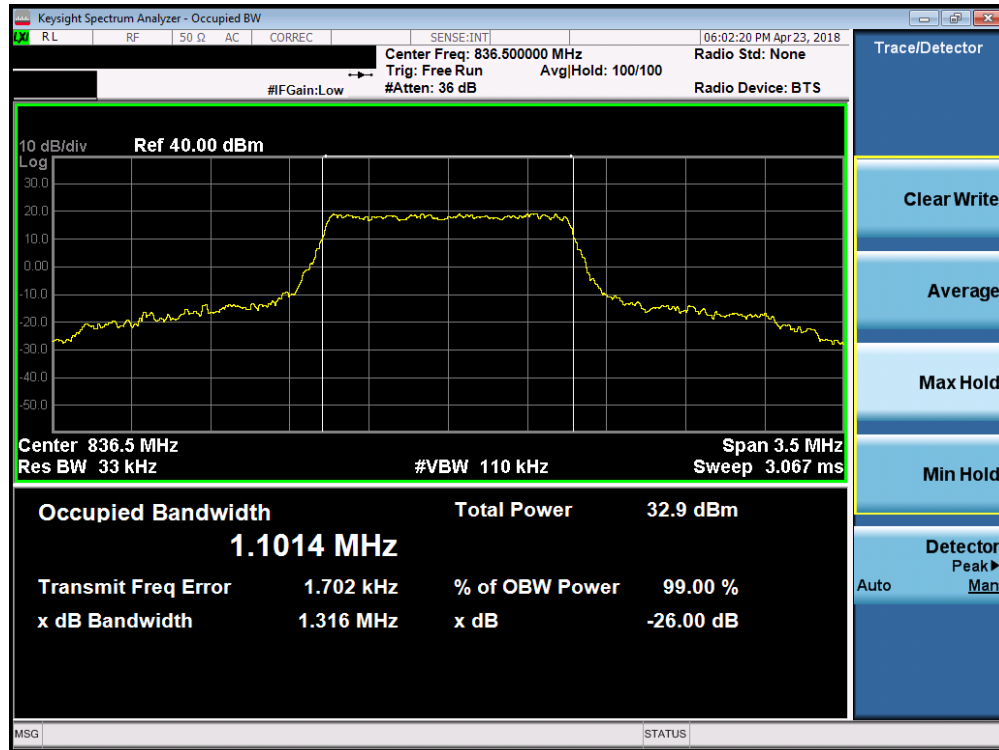 Keysight Spectrum Analyzer - Occupied BW
LXI RL RF 50 Ω AC CORREC SENSE:INT 06:02:20 PM Apr 23, 2018
Center Freq: 836.500000 MHz Radio Std: None
Trig: Free Run Avg|Hold: 100/100
#IFGain:Low #Atten: 36 dB Radio Device: BTS
Trace/Detector
10 dB/div Ref 40.00 dBm
Log
30.0
20.0
10.0
0.00
-10.0
-20.0
-30.0
-40.0
-50.0
Center 836.5 MHz Span 3.5 MHz
Res BW 33 kHz #VBW 110 kHz Sweep 3.067 ms
Occupied Bandwidth Total Power 32.9 dBm
1.1014 MHz
Transmit Freq Error 1.702 kHz % of OBW Power 99.00 %
x dB Bandwidth 1.316 MHz x dB -26.00 dB
Clear Write
Average
Max Hold
Min Hold
Detector
Peak▶
Auto Man
MSG STATUS